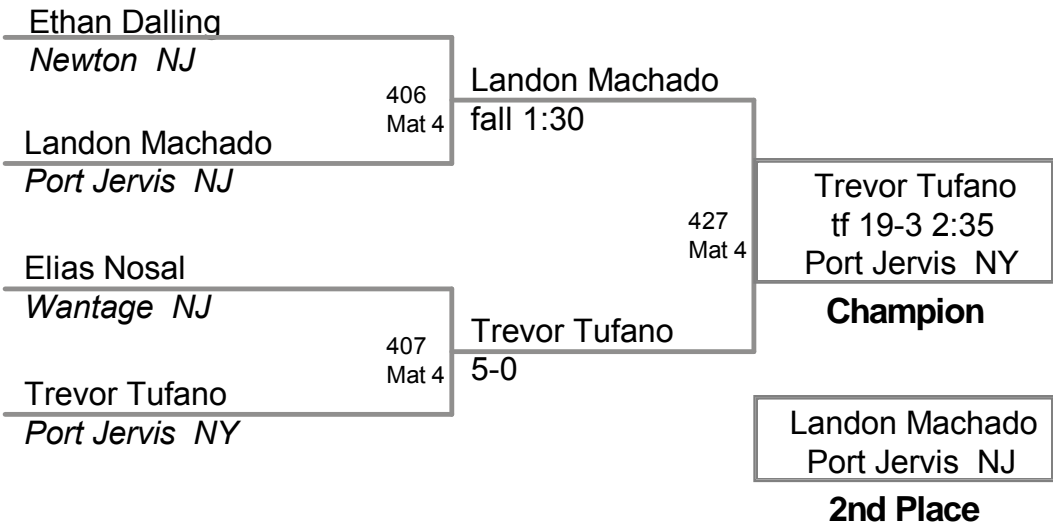 Ethan Dalling
Newton NJ
406
Mat 4
Landon Machado
fall 1:30
Landon Machado
Port Jervis NJ
427
Mat 4
Trevor Tufano
tf 19-3 2:35
Port Jervis NY
Champion
Elias Nosal
Wantage NJ
407
Mat 4
Trevor Tufano
5-0
Trevor Tufano
Port Jervis NY
Landon Machado
Port Jervis NJ
2nd Place